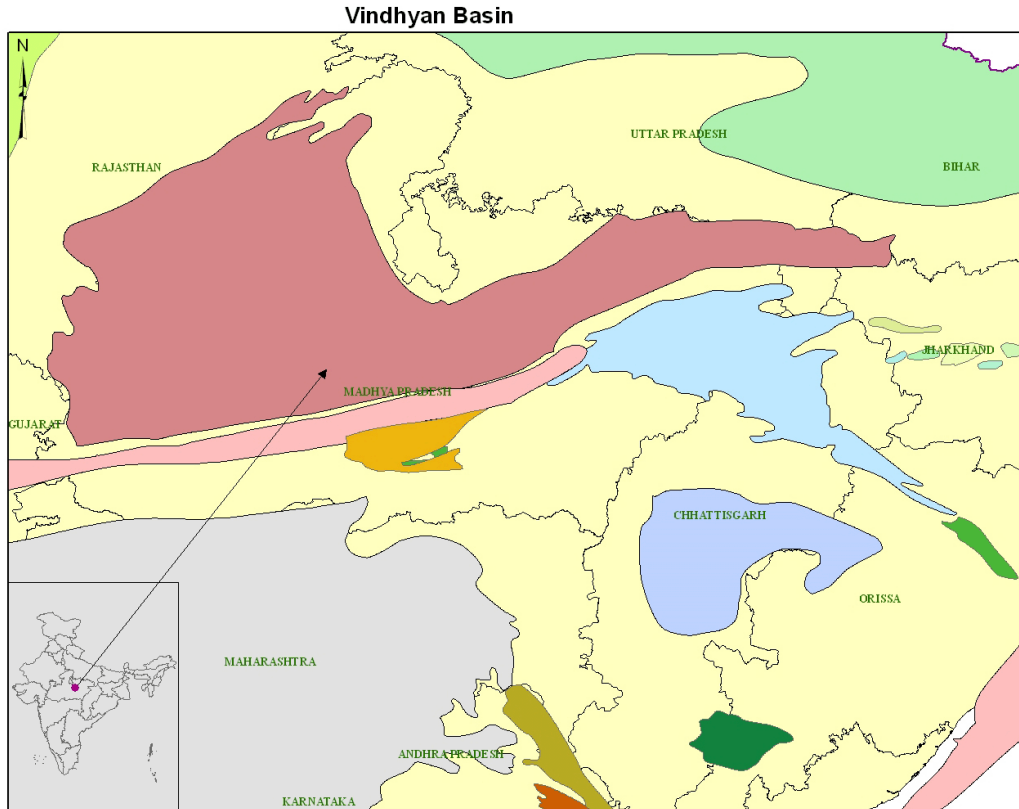 Vindhyan Basin
N
UTTAR PRADESH
RAJASTHAN
BIHAR
JHARKHAND
MADHYA PRADESH
GUJARAT
CHHATTISGARH
ORISSA
MAHARASHTRA
ANDHRA PRADESH
KARNATAKA